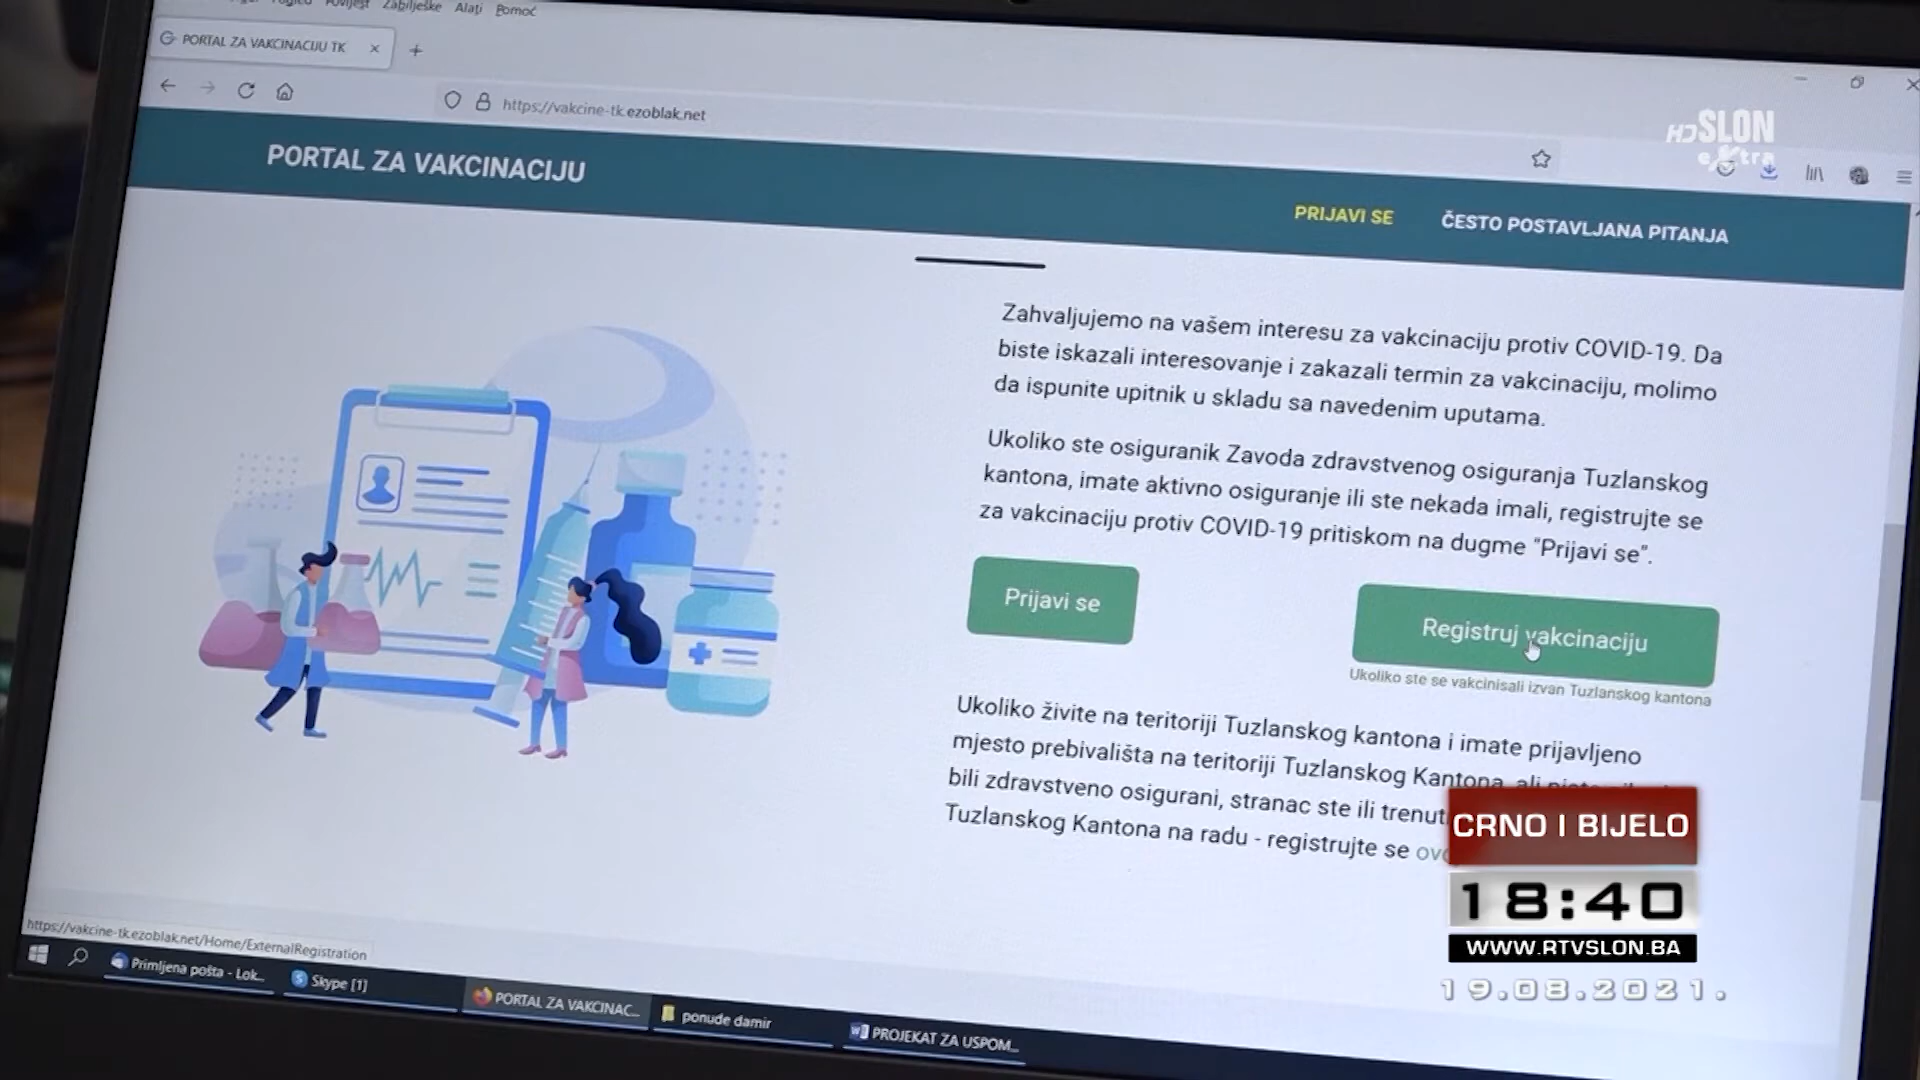 Povijest Zabilješke Alati Pomoć
PORTAL ZA VAKCINACIJU TK
https://vakcine-tk.ezoblak.net
HD SLON
extra
PORTAL ZA VAKCINACIJU
PRIJAVI SE
ČESTO POSTAVLJANA PITANJA
Zahvaljujemo na vašem interesu za vakcinaciju protiv COVID-19. Da
biste iskazali interesovanje i zakazali termin za vakcinaciju, molimo
da ispunite upitnik u skladu sa navedenim uputama.
Ukoliko ste osiguranik Zavoda zdravstvenog osiguranja Tuzlanskog
kantona, imate aktivno osiguranje ili ste nekada imali, registrujte se
za vakcinaciju protiv COVID-19 pritiskom na dugme "Prijavi se".
Prijavi se
Registruj vakcinaciju
Ukoliko ste se vakcinisali izvan Tuzlanskog kantona
Ukoliko živite na teritoriji Tuzlanskog kantona i imate prijavljeno
mjesto prebivališta na teritoriji Tuzlanskog Kantona, ali
bili zdravstveno osigurani, stranac ste ili
Tuzlanskog Kantona na radu - registrujte se
CRNO I BIJELO
18:40
WWW.RTVSLON.BA
19.08.2021.
https://vakcine-tk.ezoblak.net/Home/ExternalRegistration
Primljena pošta - Lok...
Skype [1]
PORTAL ZA VAKCINAC...
ponude damir
PROJEKAT ZA USPOM...